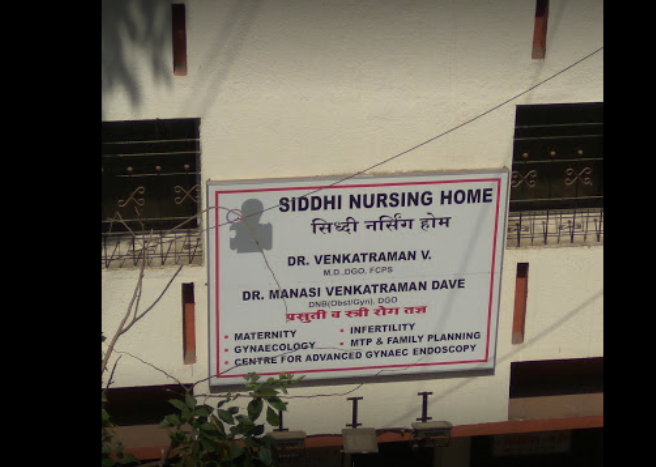 SIDDHI NURSING HOME
सिध्दी नर्सिंग होम
DR. VENKATRAMAN V.
M.D.,DGO, FCPS
DR. MANASI VENKATRAMAN DAVE
DNB(Obst/Gyn), DGO
प्रसुती व स्त्री रोग तज्ञ
• MATERNITY • INFERTILITY
• GYNAECOLOGY • MTP & FAMILY PLANNING
• CENTRE FOR ADVANCED GYNAEC ENDOSCOPY